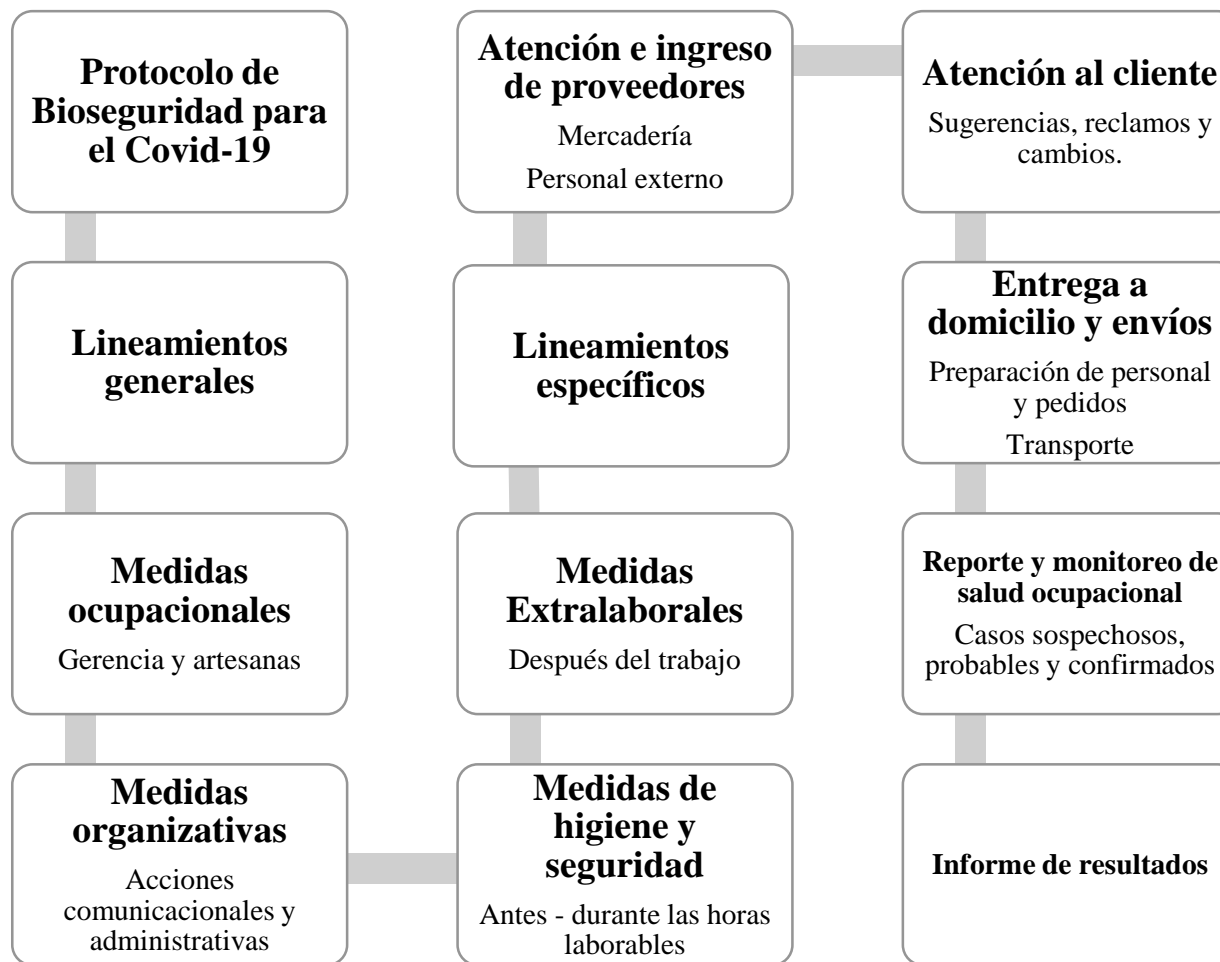 Protocolo de
Bioseguridad para
el Covid-19
Lineamientos
generales
Medidas
ocupacionales
Gerencia y artesanas
Medidas
organizativas
Acciones
comunicacionales y
administrativas
Medidas de
higiene y
seguridad
Antes - durante las horas
laborables
Medidas
Extralaborales
Después del trabajo
Lineamientos
específicos
Atención e ingreso
de proveedores
Mercadería
Personal externo
Atención al cliente
Sugerencias, reclamos y
cambios.
Entrega a
domicilio y envíos
Preparación de personal
y pedidos
Transporte
Reporte y monitoreo de
salud ocupacional
Casos sospechosos,
probables y confirmados
Informe de resultados